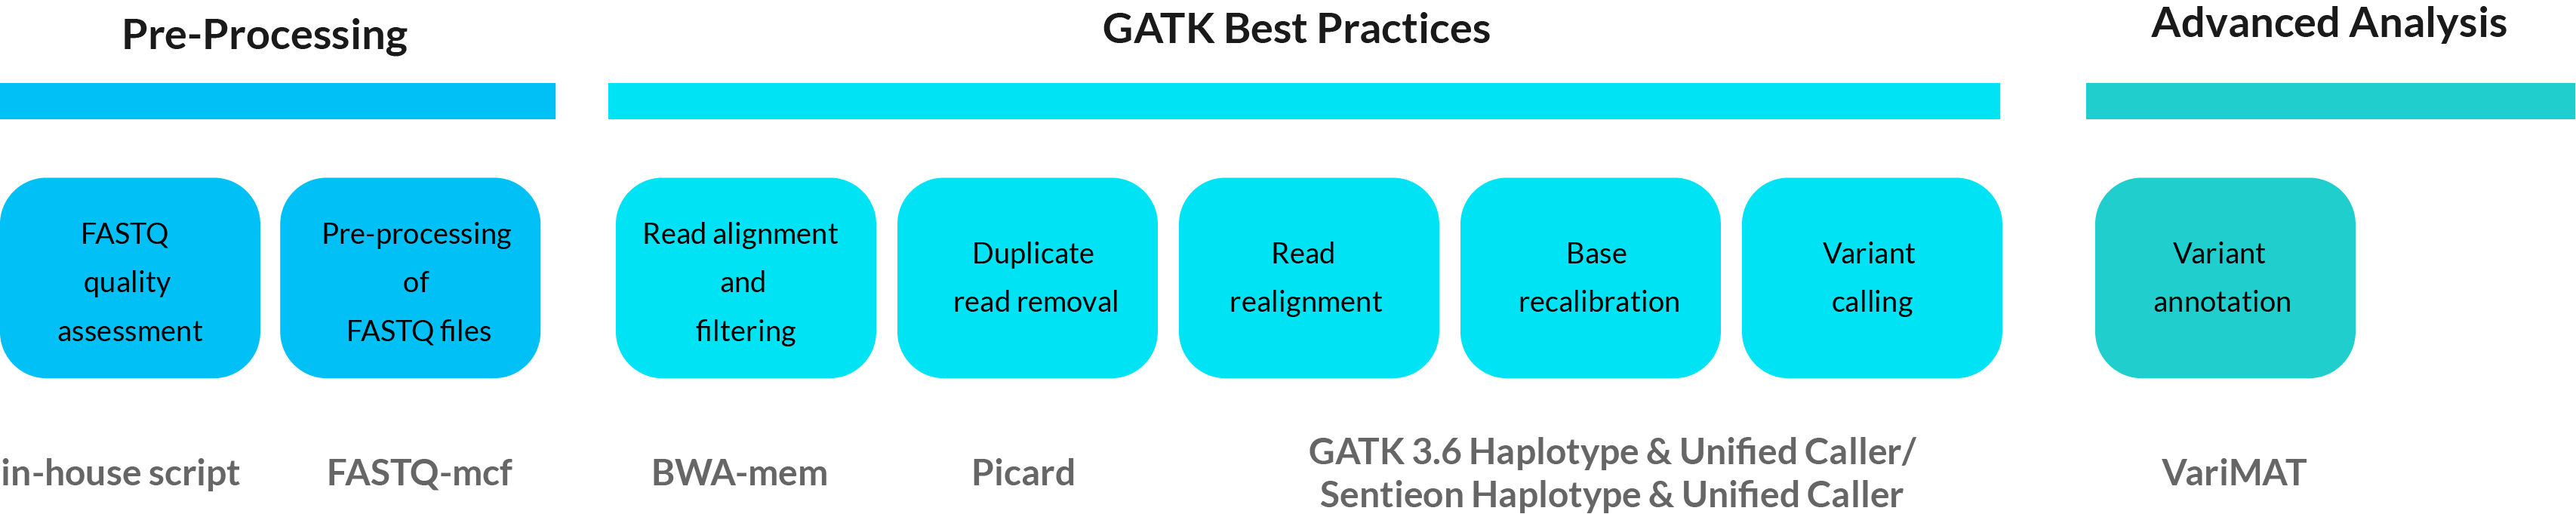 Pre-Processing
GATK Best Practices
Advanced Analysis
FASTQ
quality
assessment
Pre-processing
of
FASTQ files
Read alignment
and
filtering
Duplicate
read removal
Read
realignment
Base
recalibration
Variant
calling
Variant
annotation
in-house script
FASTQ-mcf
BWA-mem
Picard
GATK 3.6 Haplotype & Unified Caller/
Sentieon Haplotype & Unified Caller
VariMAT